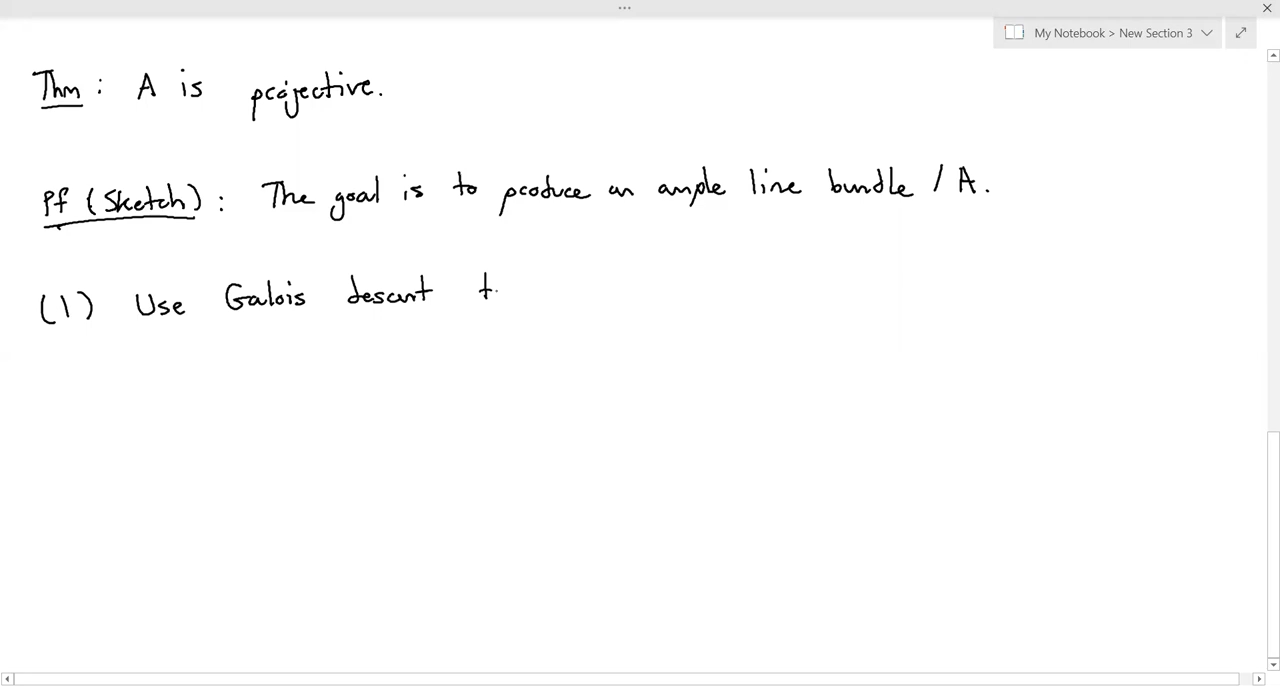 My Notebook > New Section 3
Thm : A is projective.
Pf (Sketch) : The goal is to produce an ample line bundle / A.
(1) Use Galois descent t